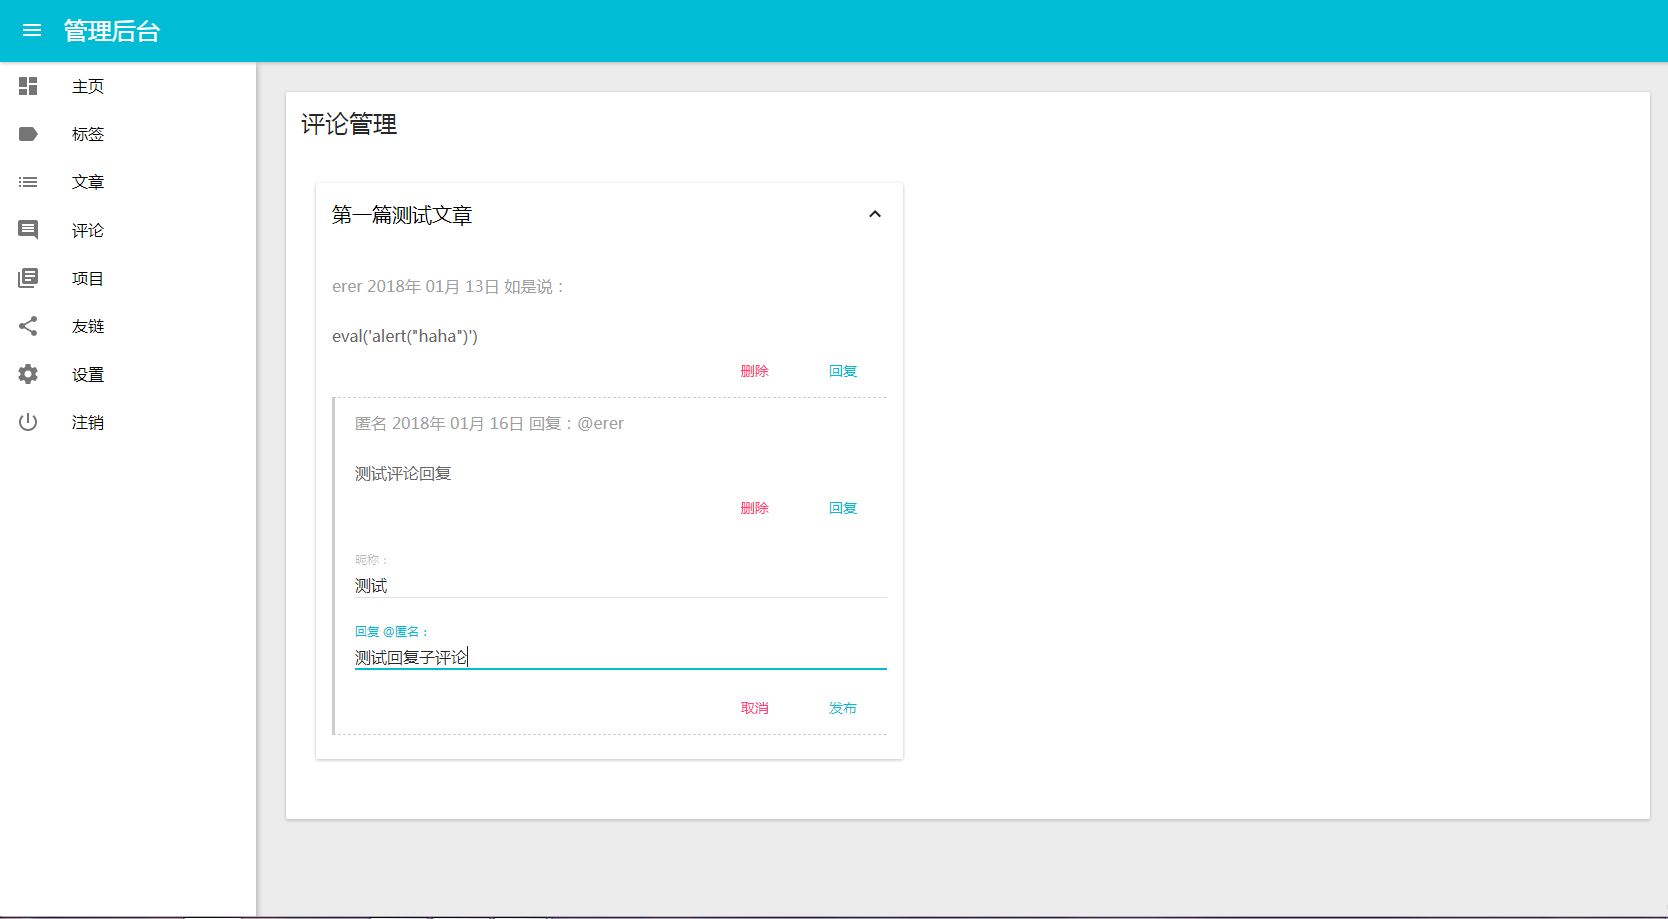 管理后台
主页
标签
文章
评论
项目
友链
设置
注销
评论管理
第一篇测试文章
erer 2018年 01月 13日 如是说：
eval('alert("haha")')
删除 回复
匿名 2018年 01月 16日 回复：@erer
测试评论回复
删除 回复
昵称：
测试
回复 @匿名：
测试回复子评论
取消 发布